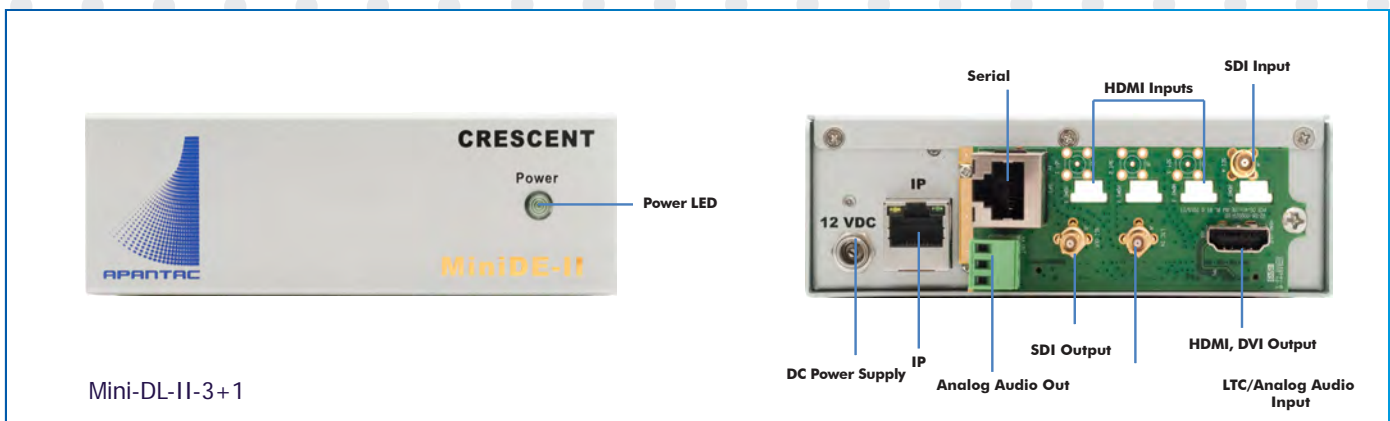 CRESCENT
Power
Power LED
APANTAC
MiniDE-II
Mini-DL-II-3+1
Serial
HDMI Inputs
SDI Input
IP
12 VDC
SDI Output
HDMI, DVI Output
IP
DC Power Supply
Analog Audio Out
LTC/Analog Audio
Input